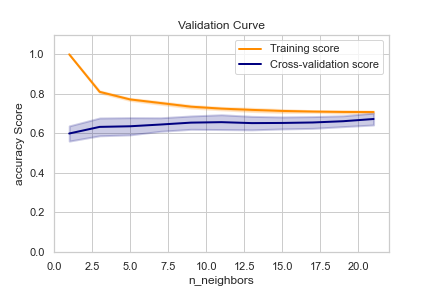 Validation Curve
Training score
Cross-validation score
accuracy Score
1.0
0.8
0.6
0.4
0.2
0.0
0.0 2.5 5.0 7.5 10.0 12.5 15.0 17.5 20.0
n_neighbors